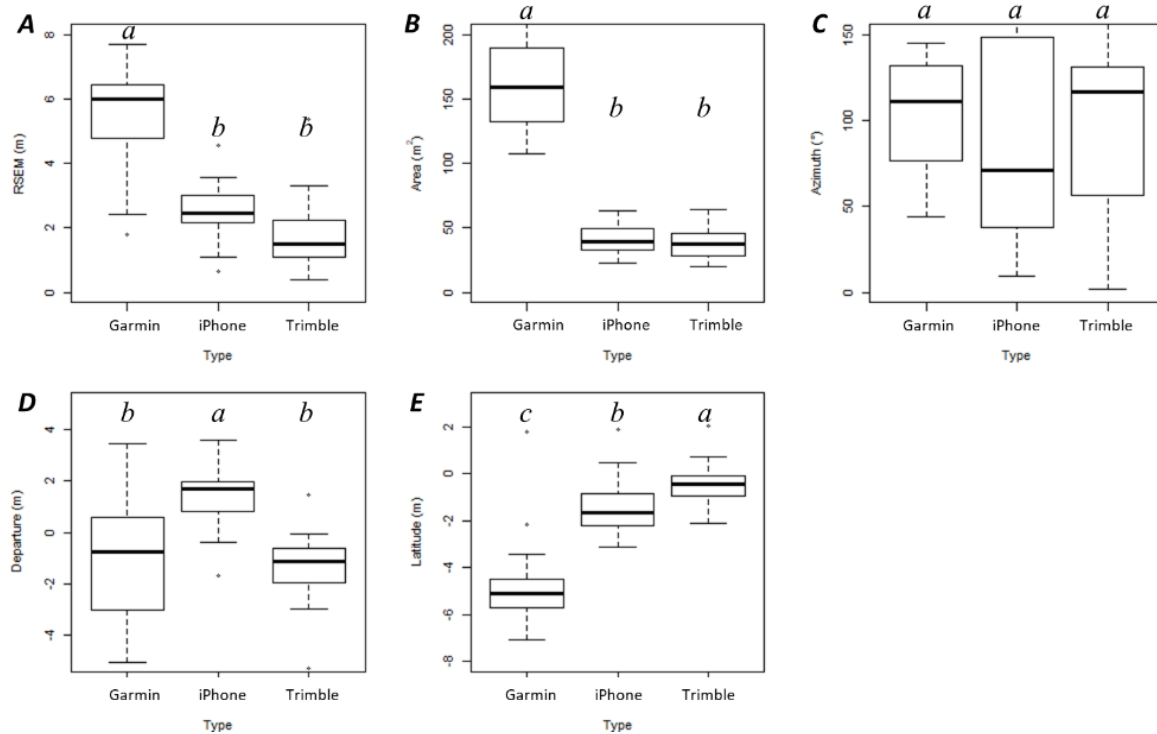 A
a
b
b
RSEM (m)
8
6
4
2
0
Garmin iPhone Trimble
Type
B
a
b
b
Area (m²)
200
150
100
50
0
Garmin iPhone Trimble
Type
C
a a a
Azimuth (°)
150
100
50
0
Garmin iPhone Trimble
Type
D
b a b
Departure (m)
4
2
0
-2
-4
Garmin iPhone Trimble
Type
E
c b a
Latitude (m)
2
0
-2
-4
-6
-8
Garmin iPhone Trimble
Type